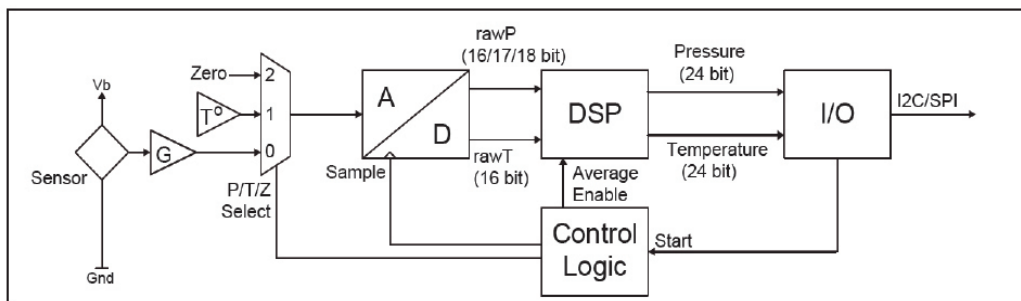 Vb
Sensor
Gnd
G
Zero
T°
2
1
0
P/T/Z
Select
A
D
Sample
rawP
(16/17/18 bit)
rawT
(16 bit)
DSP
Average
Enable
Control
Logic
Pressure
(24 bit)
Temperature
(24 bit)
I/O
Start
I2C/SPI